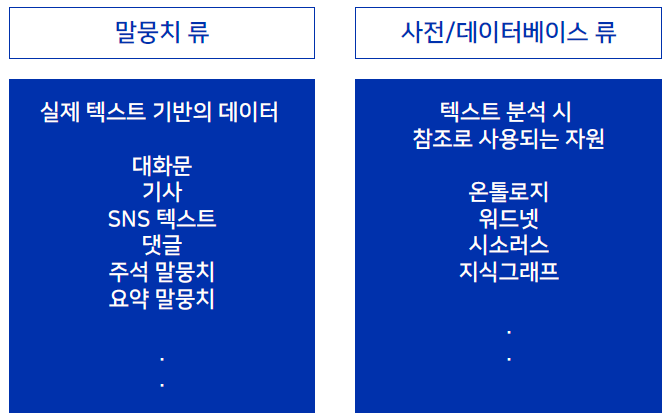 말뭉치 류
실제 텍스트 기반의 데이터
대화문
기사
SNS 텍스트
댓글
주석 말뭉치
요약 말뭉치
.
.
사전/데이터베이스 류
텍스트 분석 시
참조로 사용되는 자원
온톨로지
워드넷
시소러스
지식그래프
.
.